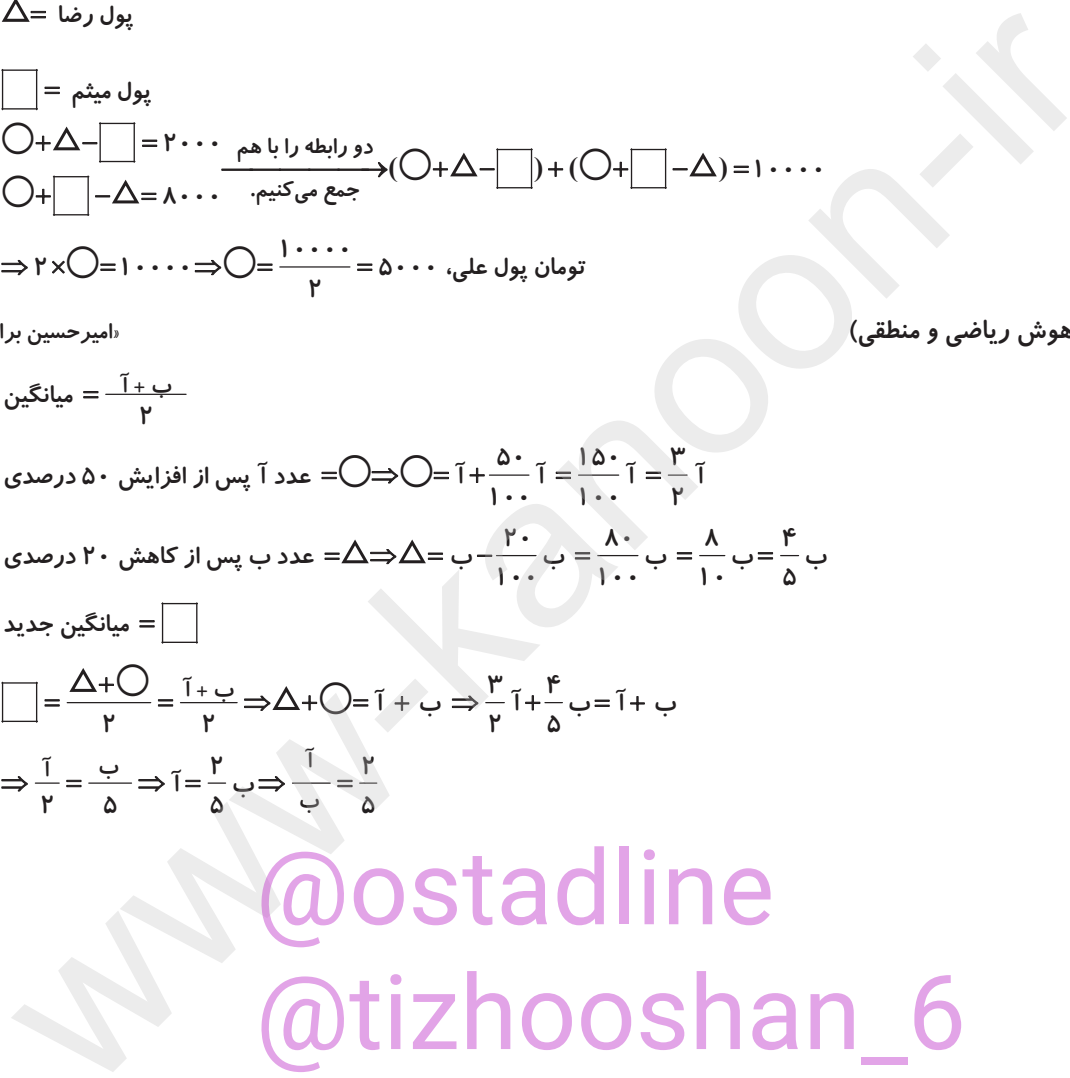 △= پول رضا
□ = پول میثم
○+△−□ = ۲۰۰۰
○+□−△= ۸۰۰۰
دو رابطه را با هم جمع می‌کنیم. → (○+△−□)+(○+□−△)=۱۰۰۰۰
⇒ ۲×○=۱۰۰۰۰⇒○= ۱۰۰۰۰/۲ = ۵۰۰۰ تومان پول علی،
هوش ریاضی و منطقی) «امیرحسین
میانگین = (آ + ب)/۲
عدد آ پس از افزایش ۵۰ درصدی =○⇒○= آ + ۵۰/۱۰۰ آ = ۱۵۰/۱۰۰ آ = ۳/۲ آ
عدد ب پس از کاهش ۲۰ درصدی =△⇒△= ب − ۲۰/۱۰۰ ب = ۸۰/۱۰۰ ب = ۸/۱۰ ب = ۴/۵ ب
میانگین جدید = □
□ = (△+○)/۲ = (آ + ب)/۲ ⇒△+○= آ + ب ⇒ ۳/۲ آ + ۴/۵ ب = آ + ب
⇒ آ/۲ = ب/۵ ⇒ آ = ۲/۵ ب ⇒ آ/ب = ۲/۵
@ostadline
@tizhooshan_6
www-kanoon-ir